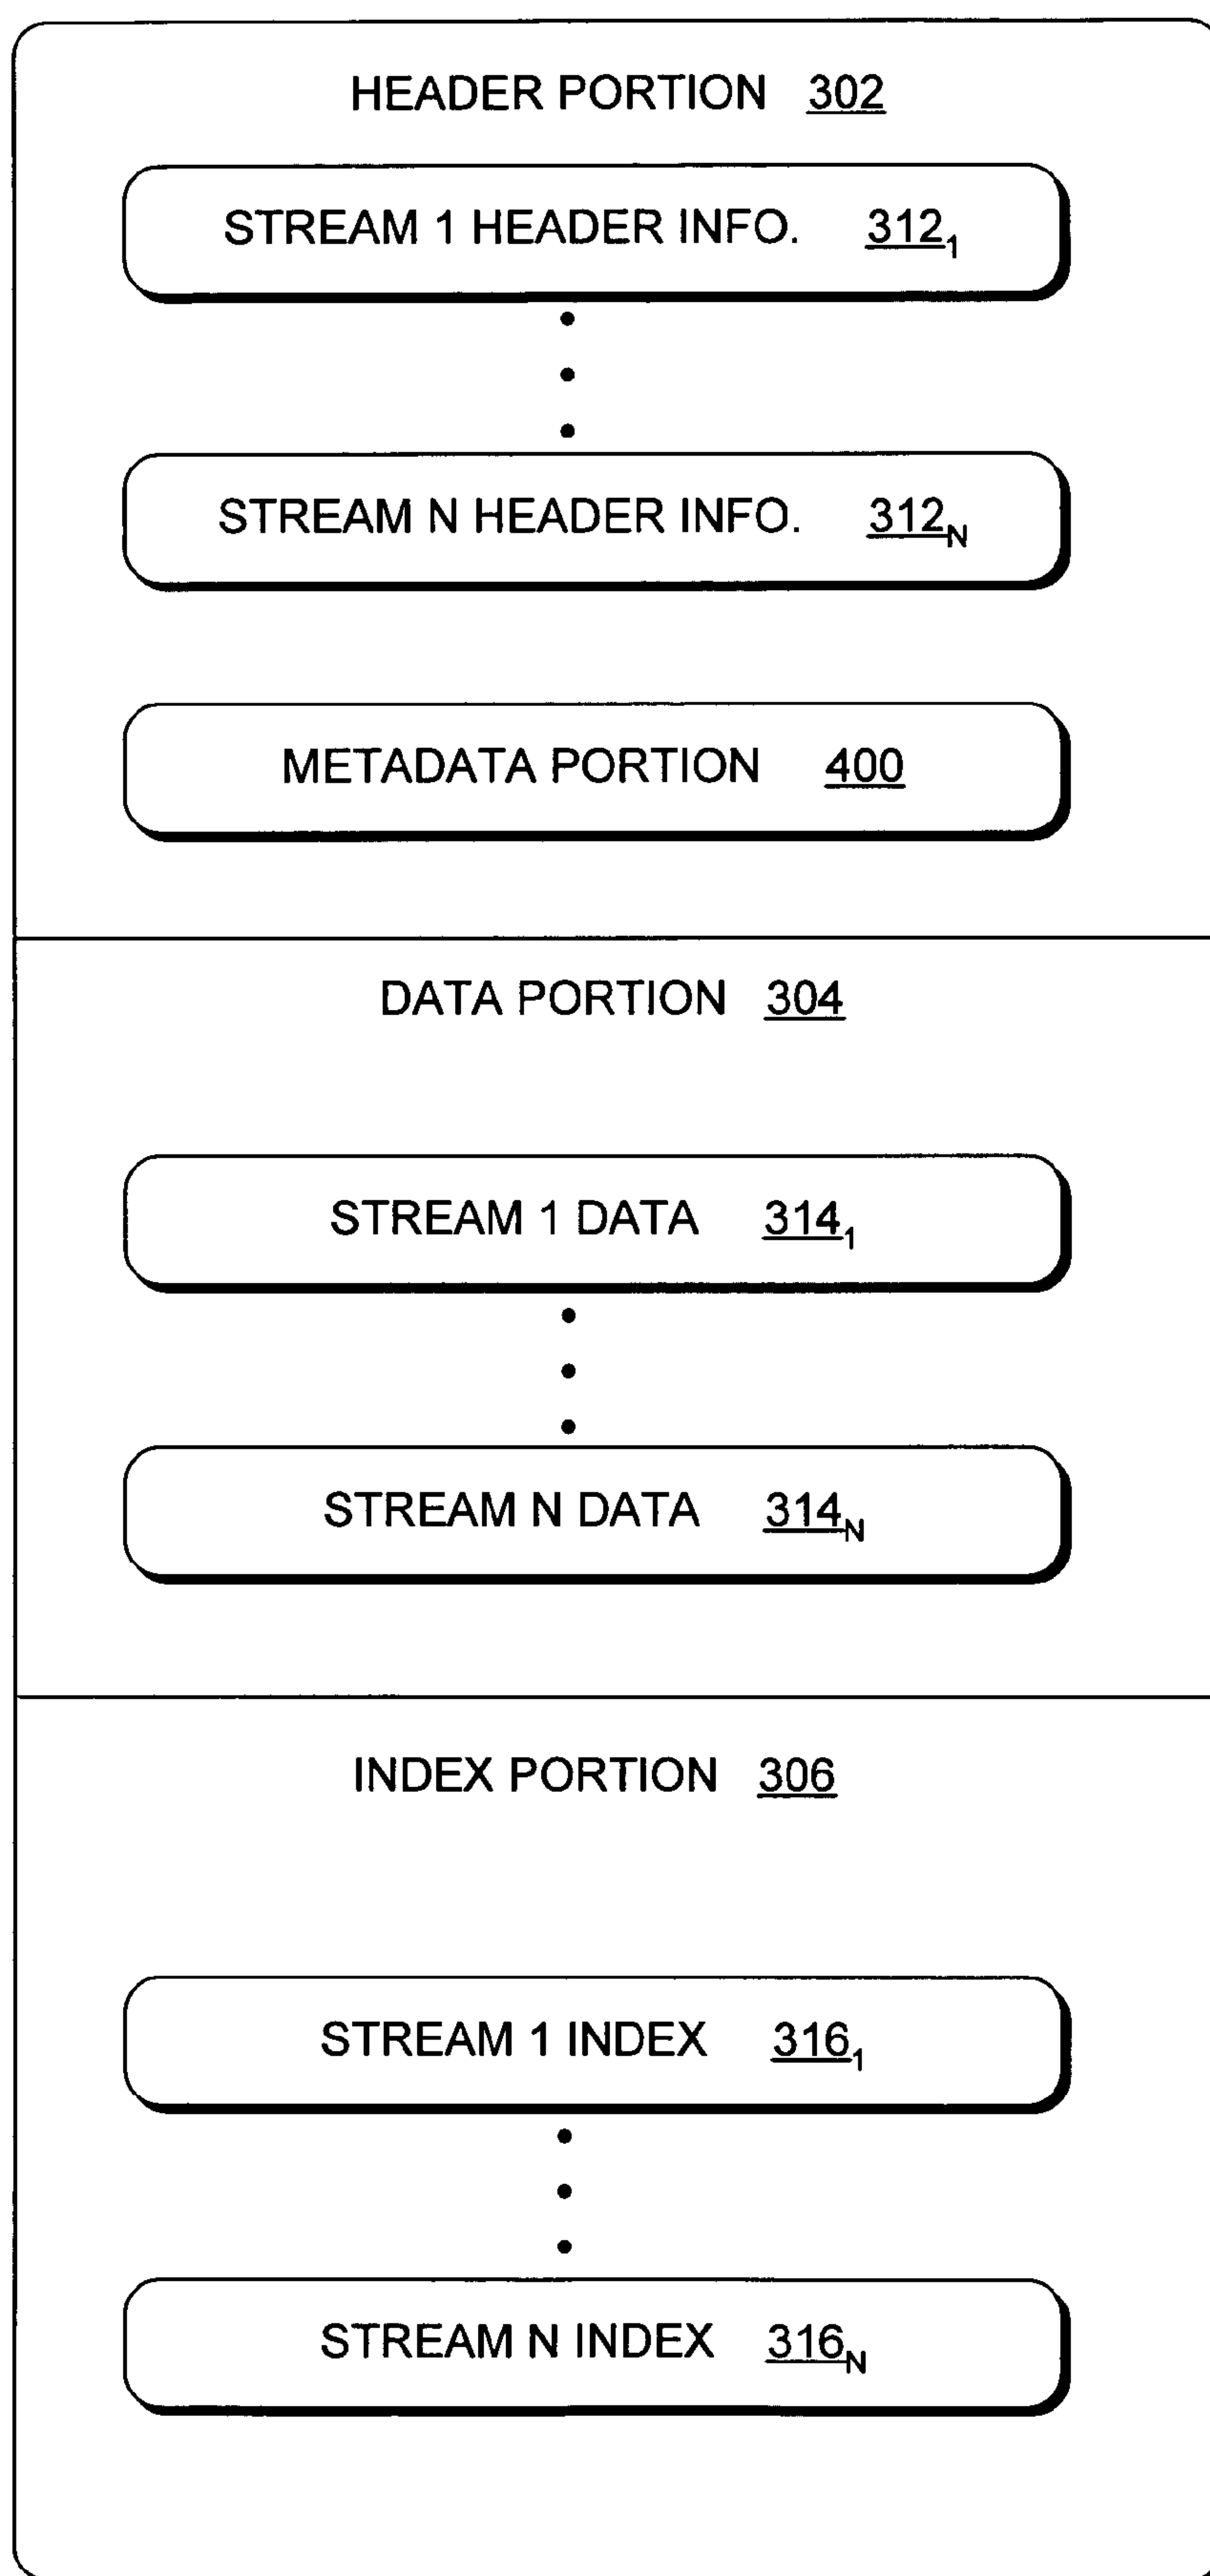 HEADER PORTION 302
STREAM 1 HEADER INFO. 312₁
STREAM N HEADER INFO. 312N
METADATA PORTION 400
DATA PORTION 304
STREAM 1 DATA 314₁
STREAM N DATA 314N
INDEX PORTION 306
STREAM 1 INDEX 316₁
STREAM N INDEX 316N